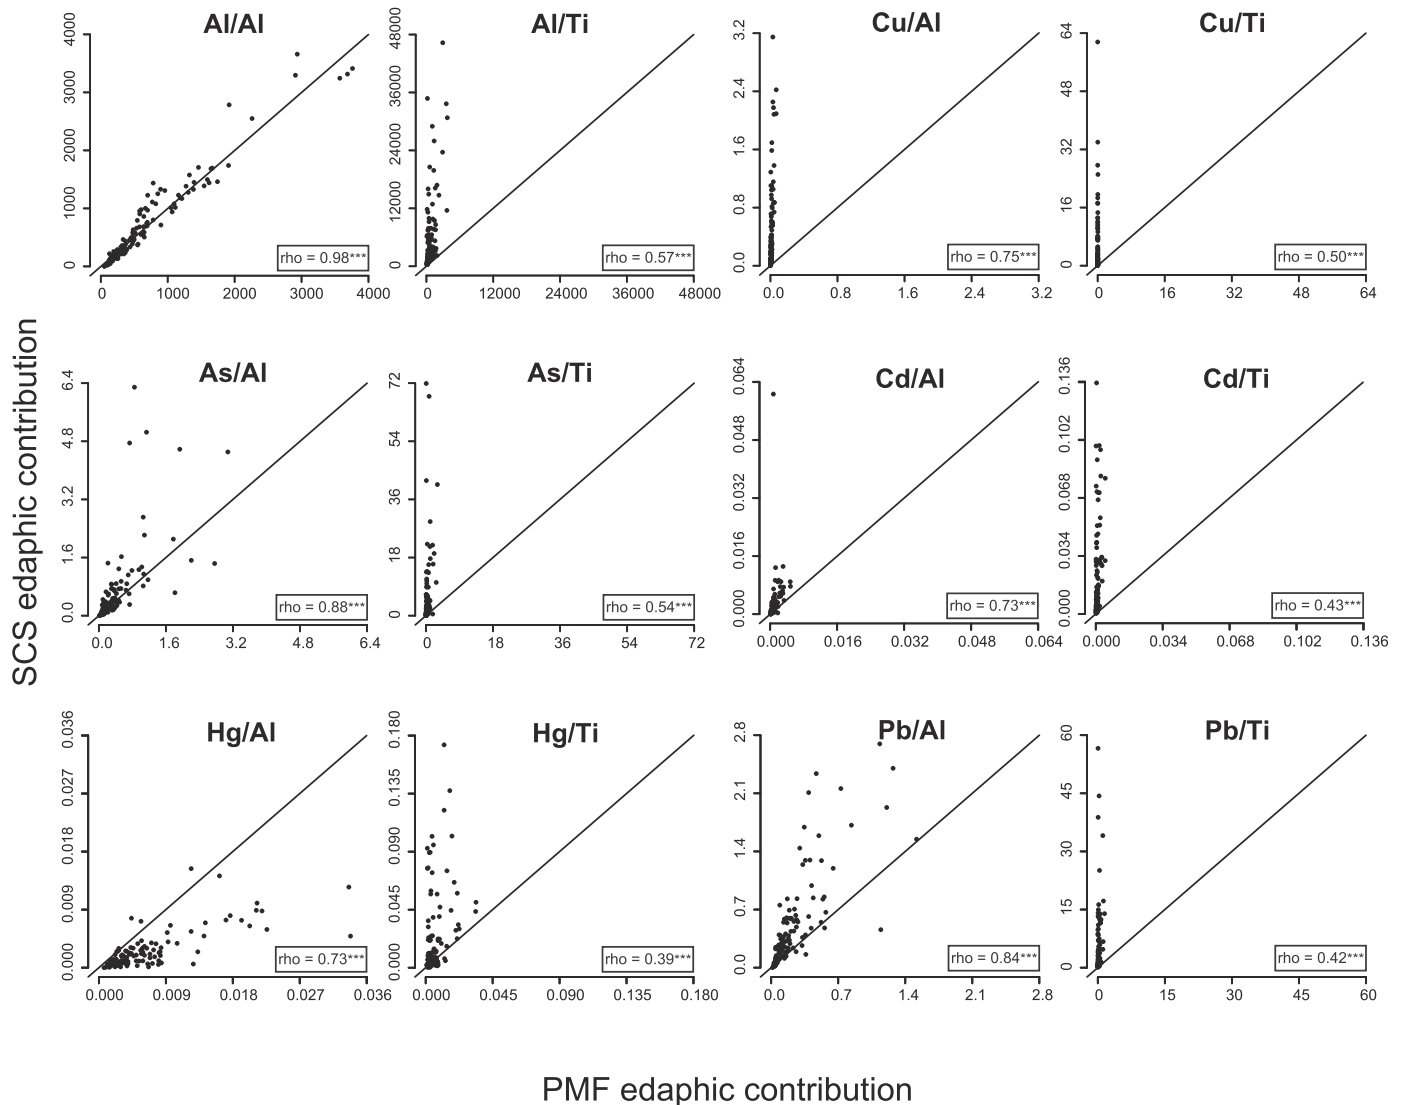 Al/Al
4000
3000
2000
1000
0
0 1000 2000 3000 4000
rho = 0.98***
Al/Ti
48000
36000
24000
12000
0
0 12000 24000 36000 48000
rho = 0.57***
Cu/Al
3.2
2.4
1.6
0.8
0.0
0.0 0.8 1.6 2.4 3.2
rho = 0.75***
Cu/Ti
64
48
32
16
0
0 16 32 48 64
rho = 0.50***
SCS edaphic contribution
As/Al
6.4
4.8
3.2
1.6
0.0
0.0 1.6 3.2 4.8 6.4
rho = 0.88***
As/Ti
72
54
36
18
0
0 18 36 54 72
rho = 0.54***
Cd/Al
0.064
0.048
0.032
0.016
0.000
0.000 0.016 0.032 0.048 0.064
rho = 0.73***
Cd/Ti
0.136
0.102
0.068
0.034
0.000
0.000 0.034 0.068 0.102 0.136
rho = 0.43***
Hg/Al
0.036
0.027
0.018
0.009
0.000
0.000 0.009 0.018 0.027 0.036
rho = 0.73***
Hg/Ti
0.180
0.135
0.090
0.045
0.000
0.000 0.045 0.090 0.135 0.180
rho = 0.39***
Pb/Al
2.8
2.1
1.4
0.7
0.0
0.0 0.7 1.4 2.1 2.8
rho = 0.84***
Pb/Ti
60
45
30
15
0
0 15 30 45 60
rho = 0.42***
PMF edaphic contribution